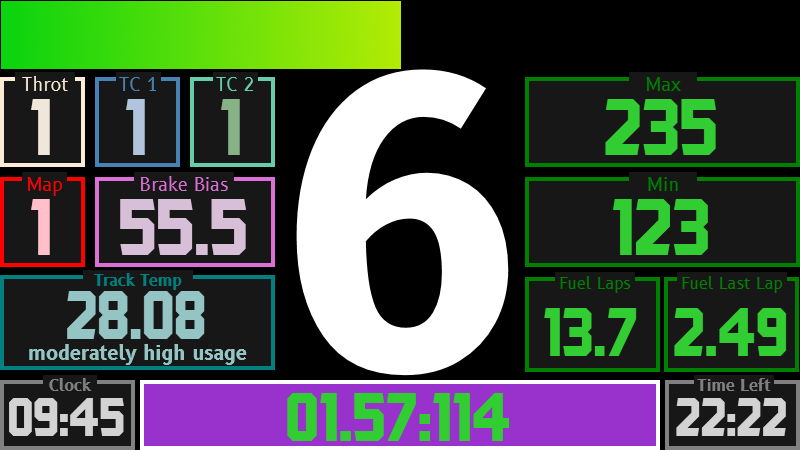 Throt
1
TC 1
1
TC 2
1
Map
1
Brake Bias
55.5
Track Temp
28.08
moderately high usage
6
Max
235
Min
123
Fuel Laps
13.7
Fuel Last Lap
2.49
Clock
09:45
01.57:114
Time Left
22:22